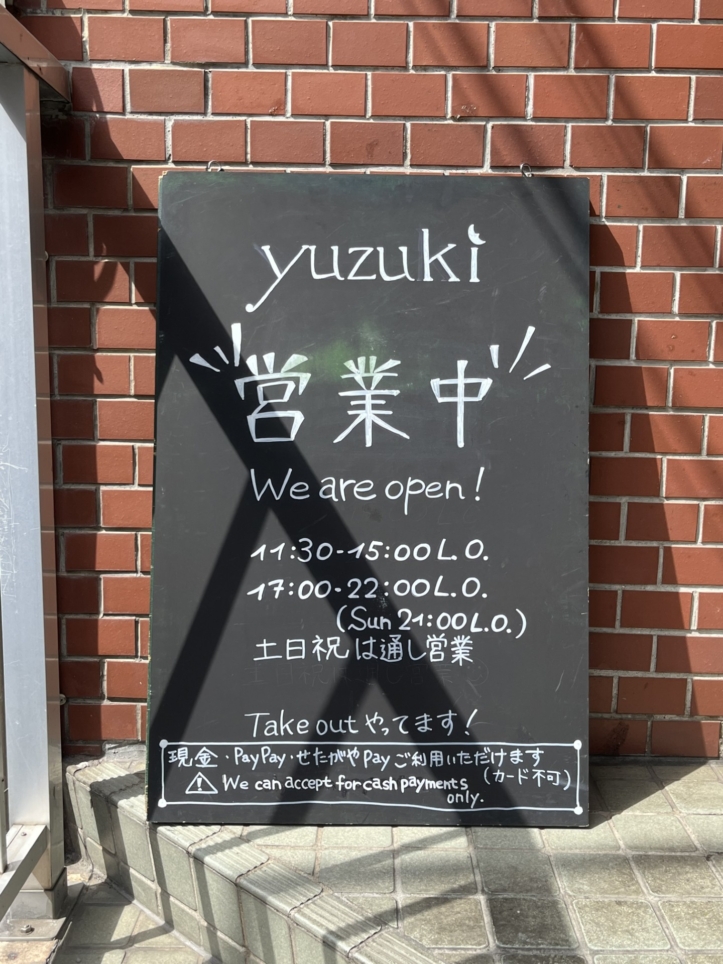 yuzuki
営業中
We are open!
11:30-15:00 L.O.
17:00-22:00 L.O.
(Sun 21:00 L.O.)
土日祝は通し営業
Take out やってます!
現金・PayPay・せたがやPay ご利用いただけます
(カード不可)
⚠ We can accept for cash payments
only.